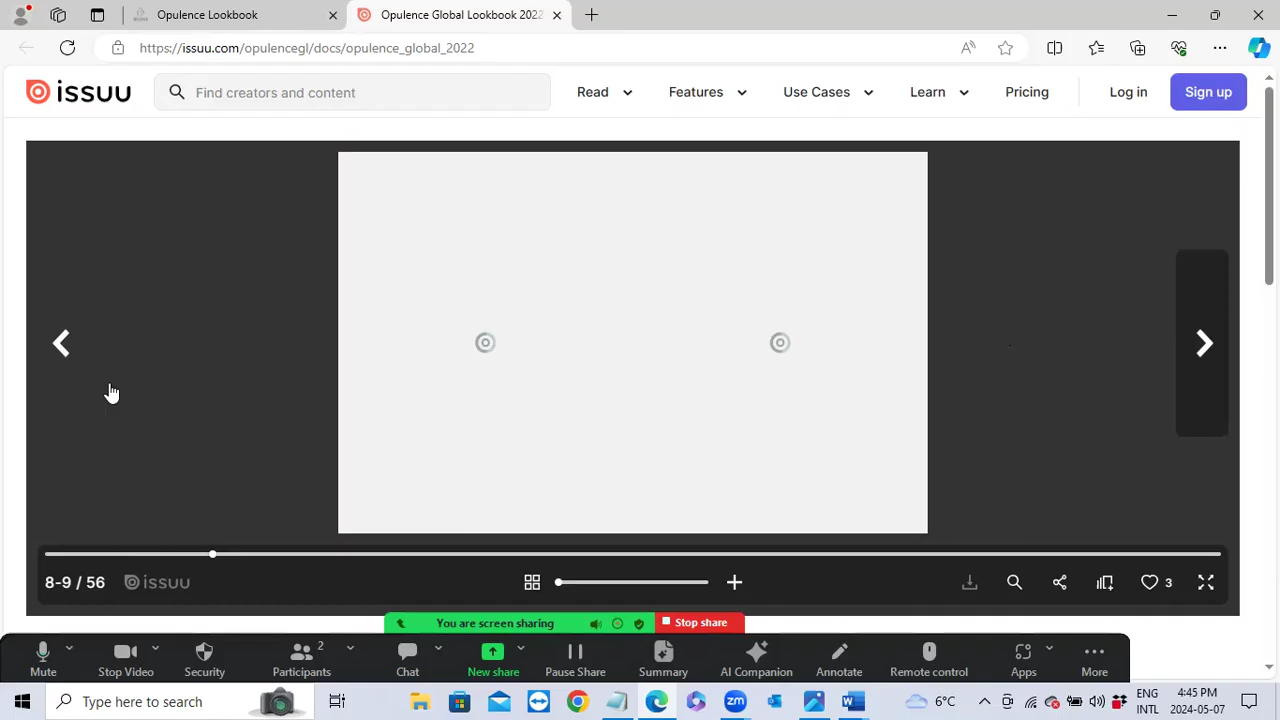 Opulence Lookbook
Opulence Global Lookbook 2022
https://issuu.com/opulencegl/docs/opulence_global_2022
issuu
Find creators and content
Read
Features
Use Cases
Learn
Pricing
Log in
Sign up
8-9 / 56
issuu
3
You are screen sharing
Stop share
Mute
Stop Video
Security
2
Participants
Chat
New share
Pause Share
Summary
AI Companion
Annotate
Remote control
Apps
More
Type here to search
zm
6°C
ENG
INTL
4:45 PM
2024-05-07